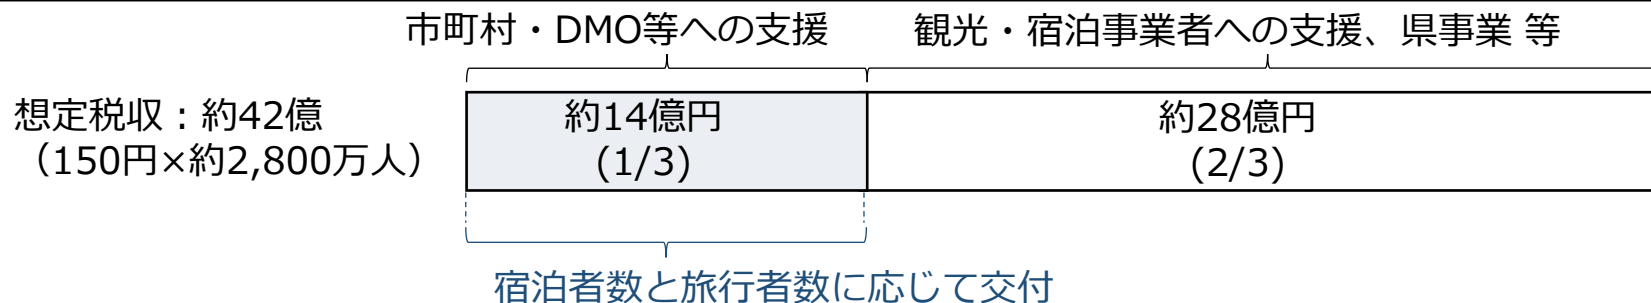 市町村・DMO等への支援
観光・宿泊事業者への支援、県事業 等
想定税収：約42億
（150円×約2,800万人）
約14億円
(1/3)
約28億円
(2/3)
宿泊者数と旅行者数に応じて交付